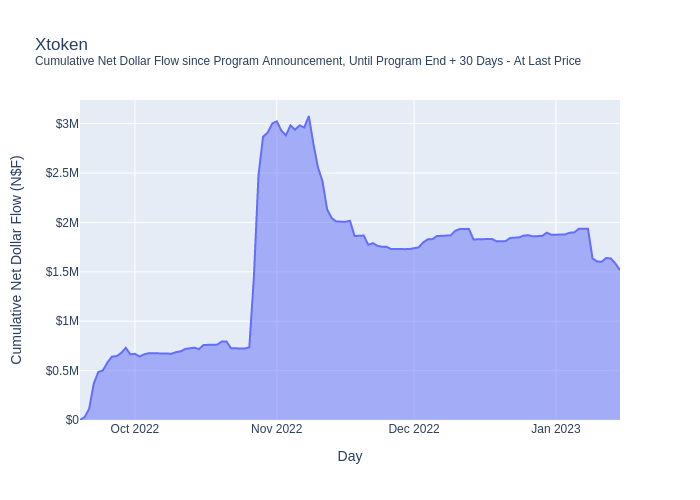 Xtoken
Cumulative Net Dollar Flow since Program Announcement, Until Program End + 30 Days - At Last Price
Cumulative Net Dollar Flow (N$F)
$3M
$2.5M
$2M
$1.5M
$1M
$0.5M
$0
Oct 2022
Nov 2022
Dec 2022
Jan 2023
Day